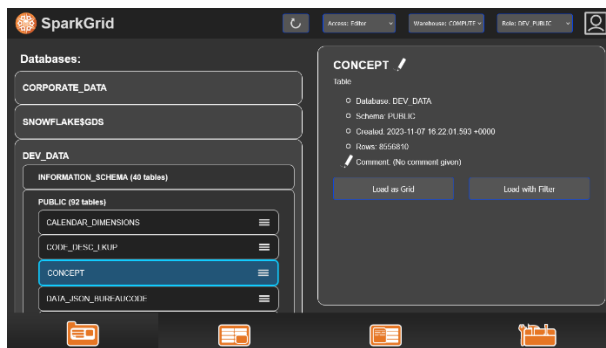 SparkGrid
Access: Editor
Warehouse: COMPUTE
Role: DEV_PUBLIC
Databases:
CORPORATE_DATA
SNOWFLAKE$GDS
DEV_DATA
INFORMATION_SCHEMA (40 tables)
PUBLIC (92 tables)
CALENDAR_DIMENSIONS
CODE_DESC_LKUP
CONCEPT
DATA_JSON_BUREAUCODE
CONCEPT
Table
Database: DEV_DATA
Schema: PUBLIC
Created: 2023-11-07 16:22:01.593 +0000
Rows: 8556810
Comment: (No comment given)
Load as Grid
Load with Filter